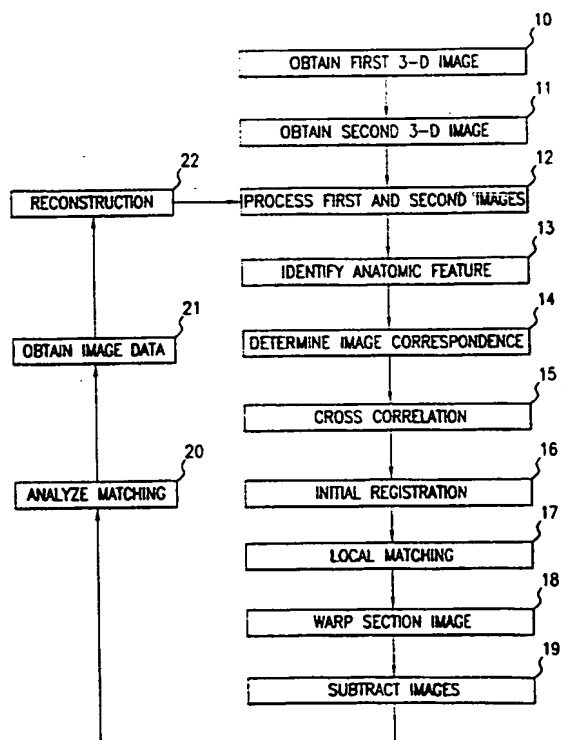 10
OBTAIN FIRST 3-D IMAGE
11
OBTAIN SECOND 3-D IMAGE
22
RECONSTRUCTION
12
PROCESS FIRST AND SECOND IMAGES
13
IDENTIFY ANATOMIC FEATURE
21
OBTAIN IMAGE DATA
14
DETERMINE IMAGE CORRESPONDENCE
15
CROSS CORRELATION
20
ANALYZE MATCHING
16
INITIAL REGISTRATION
17
LOCAL MATCHING
18
WARP SECTION IMAGE
19
SUBTRACT IMAGES